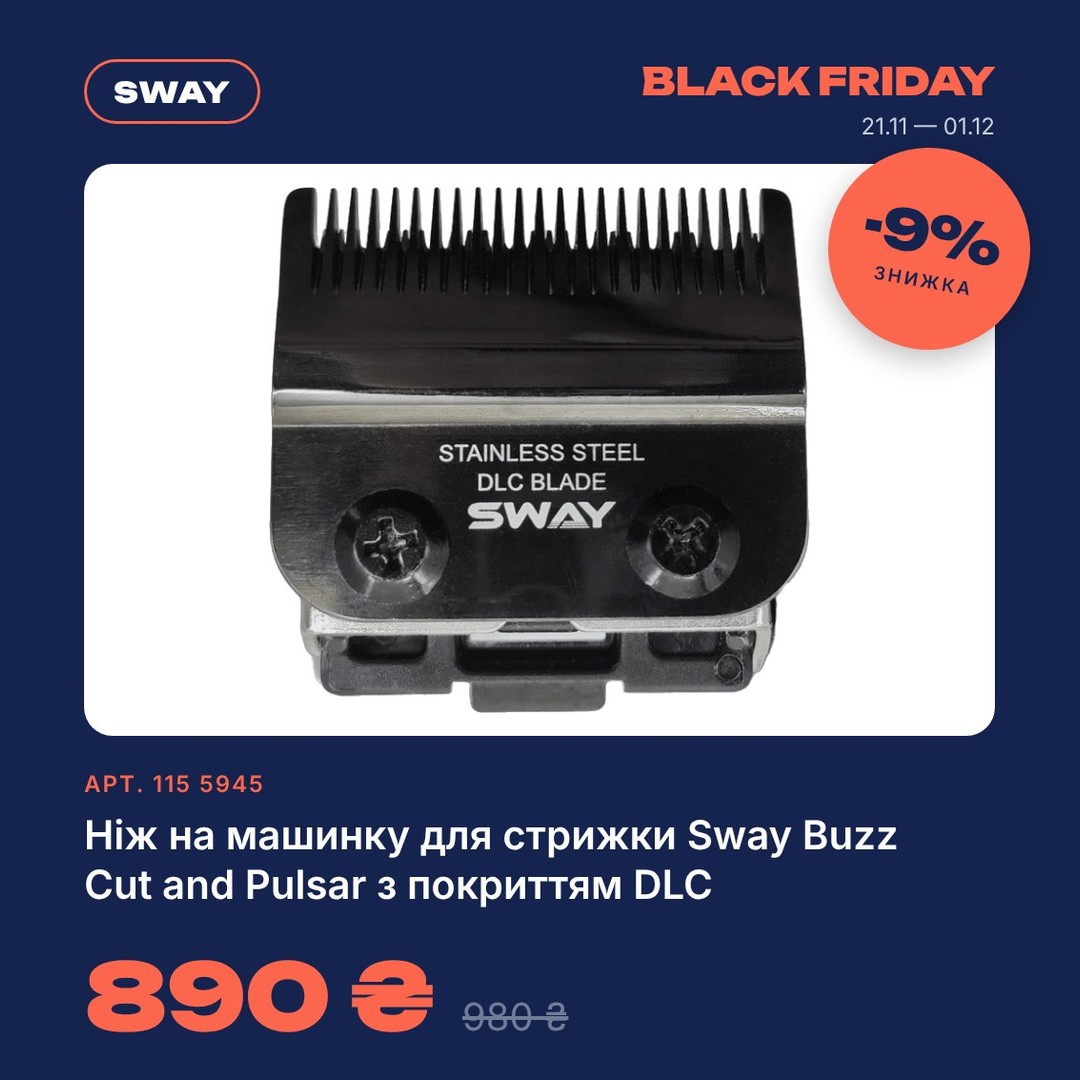 SWAY
BLACK FRIDAY
21.11 — 01.12
-9%
ЗНИЖКА
STAINLESS STEEL
DLC BLADE
SWAY
АРТ. 115 5945
Ніж на машинку для стрижки Sway Buzz
Cut and Pulsar з покриттям DLC
890 ₴ 980 ₴